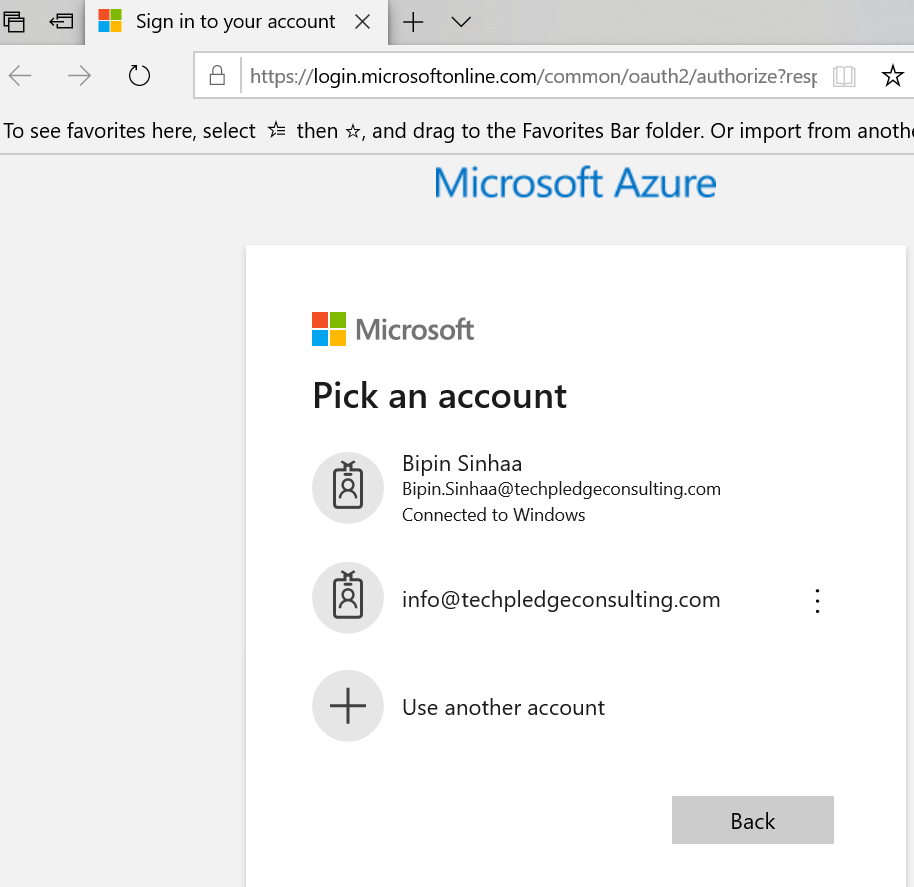 Sign in to your account
https://login.microsoftonline.com/common/oauth2/authorize?resp
To see favorites here, select then , and drag to the Favorites Bar folder. Or import from anothe
Microsoft Azure
Microsoft
Pick an account
Bipin Sinhaa
Bipin.Sinhaa@techpledgeconsulting.com
Connected to Windows
info@techpledgeconsulting.com
Use another account
Back